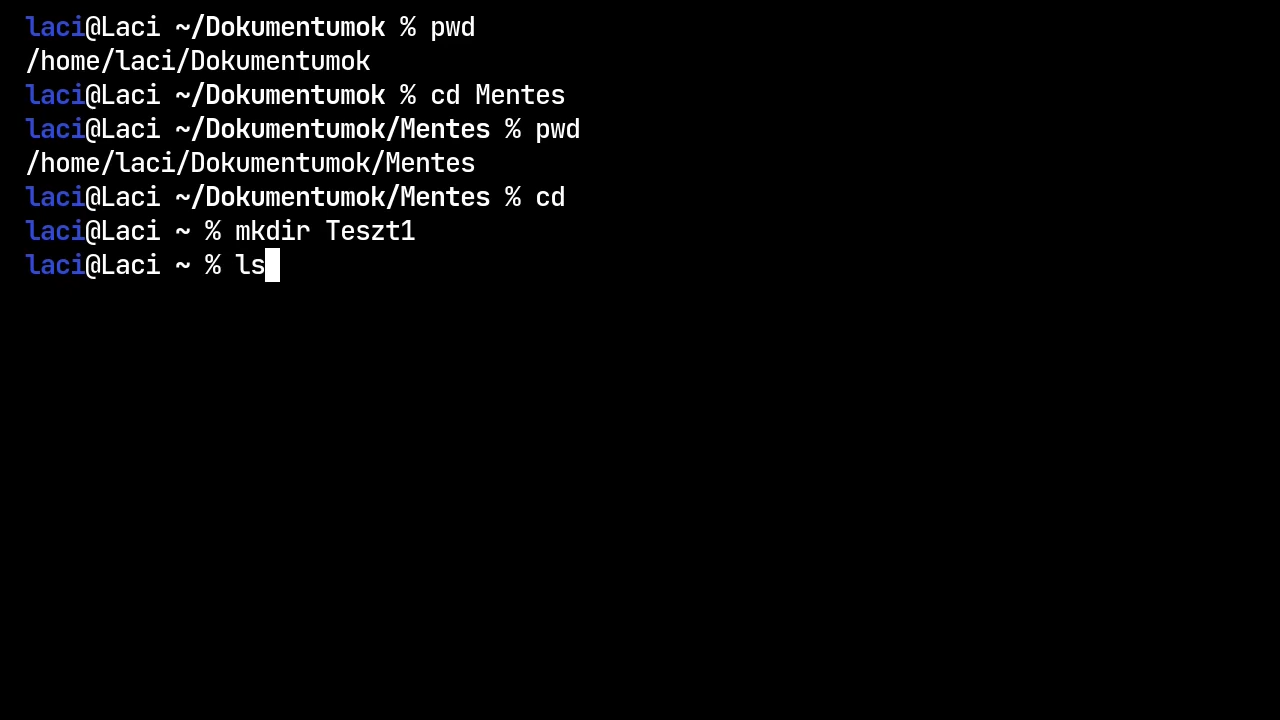 laci@Laci ~/Dokumentumok % pwd
/home/laci/Dokumentumok
laci@Laci ~/Dokumentumok % cd Mentes
laci@Laci ~/Dokumentumok/Mentes % pwd
/home/laci/Dokumentumok/Mentes
laci@Laci ~/Dokumentumok/Mentes % cd
laci@Laci ~ % mkdir Teszt1
laci@Laci ~ % ls